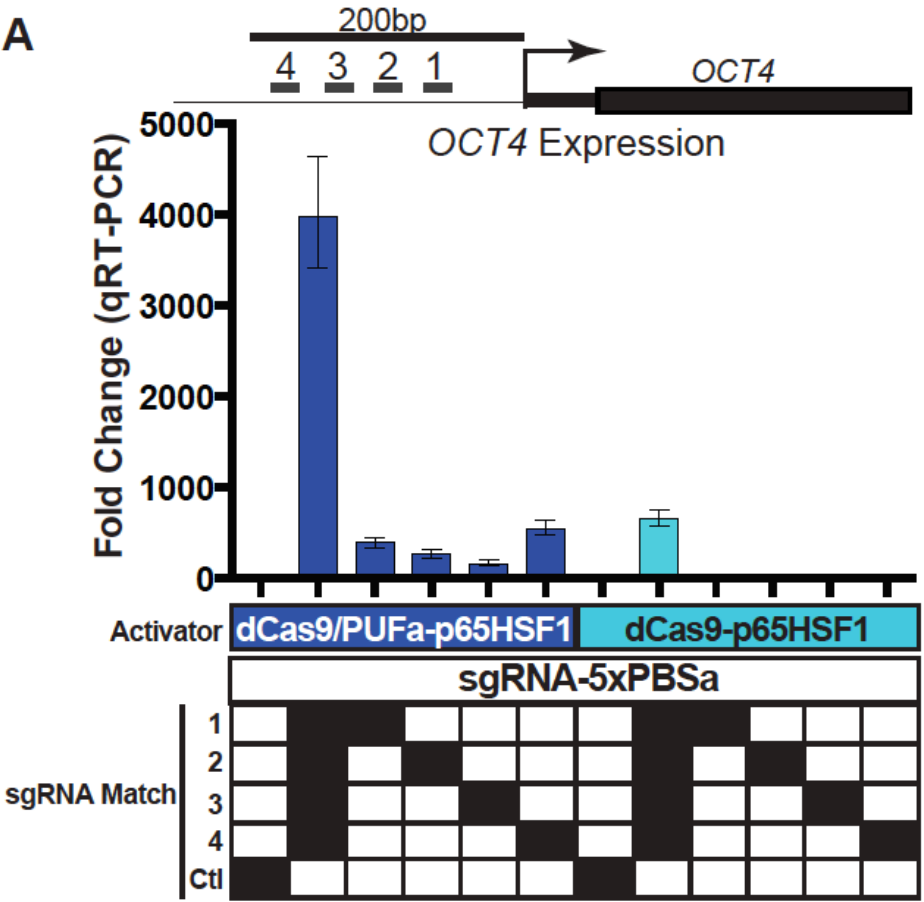 A
200bp
4 3 2 1
OCT4
OCT4 Expression
Fold Change (qRT-PCR)
5000
4000
3000
2000
1000
0
Activator dCas9/PUFa-p65HSF1 dCas9-p65HSF1
sgRNA-5xPBSa
sgRNA Match
1
2
3
4
Ctl